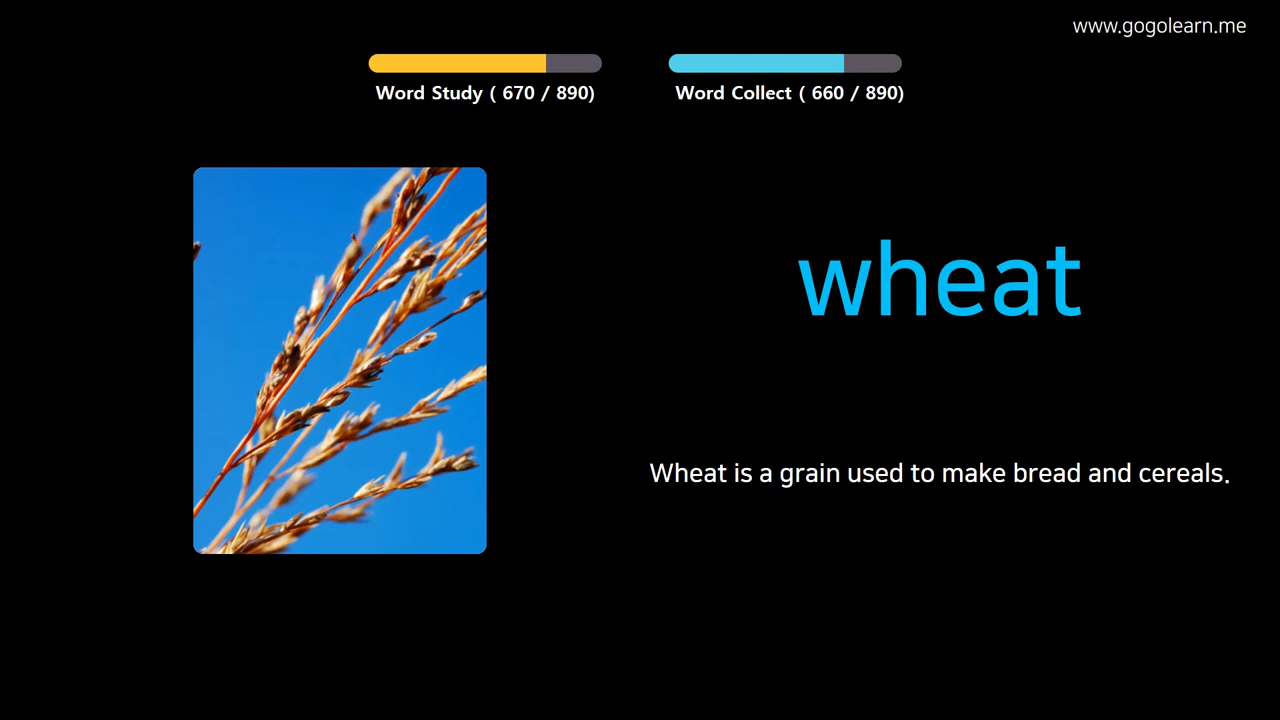 www.gogolearn.me
Word Study ( 670 / 890)
Word Collect ( 660 / 890)
wheat
Wheat is a grain used to make bread and cereals.